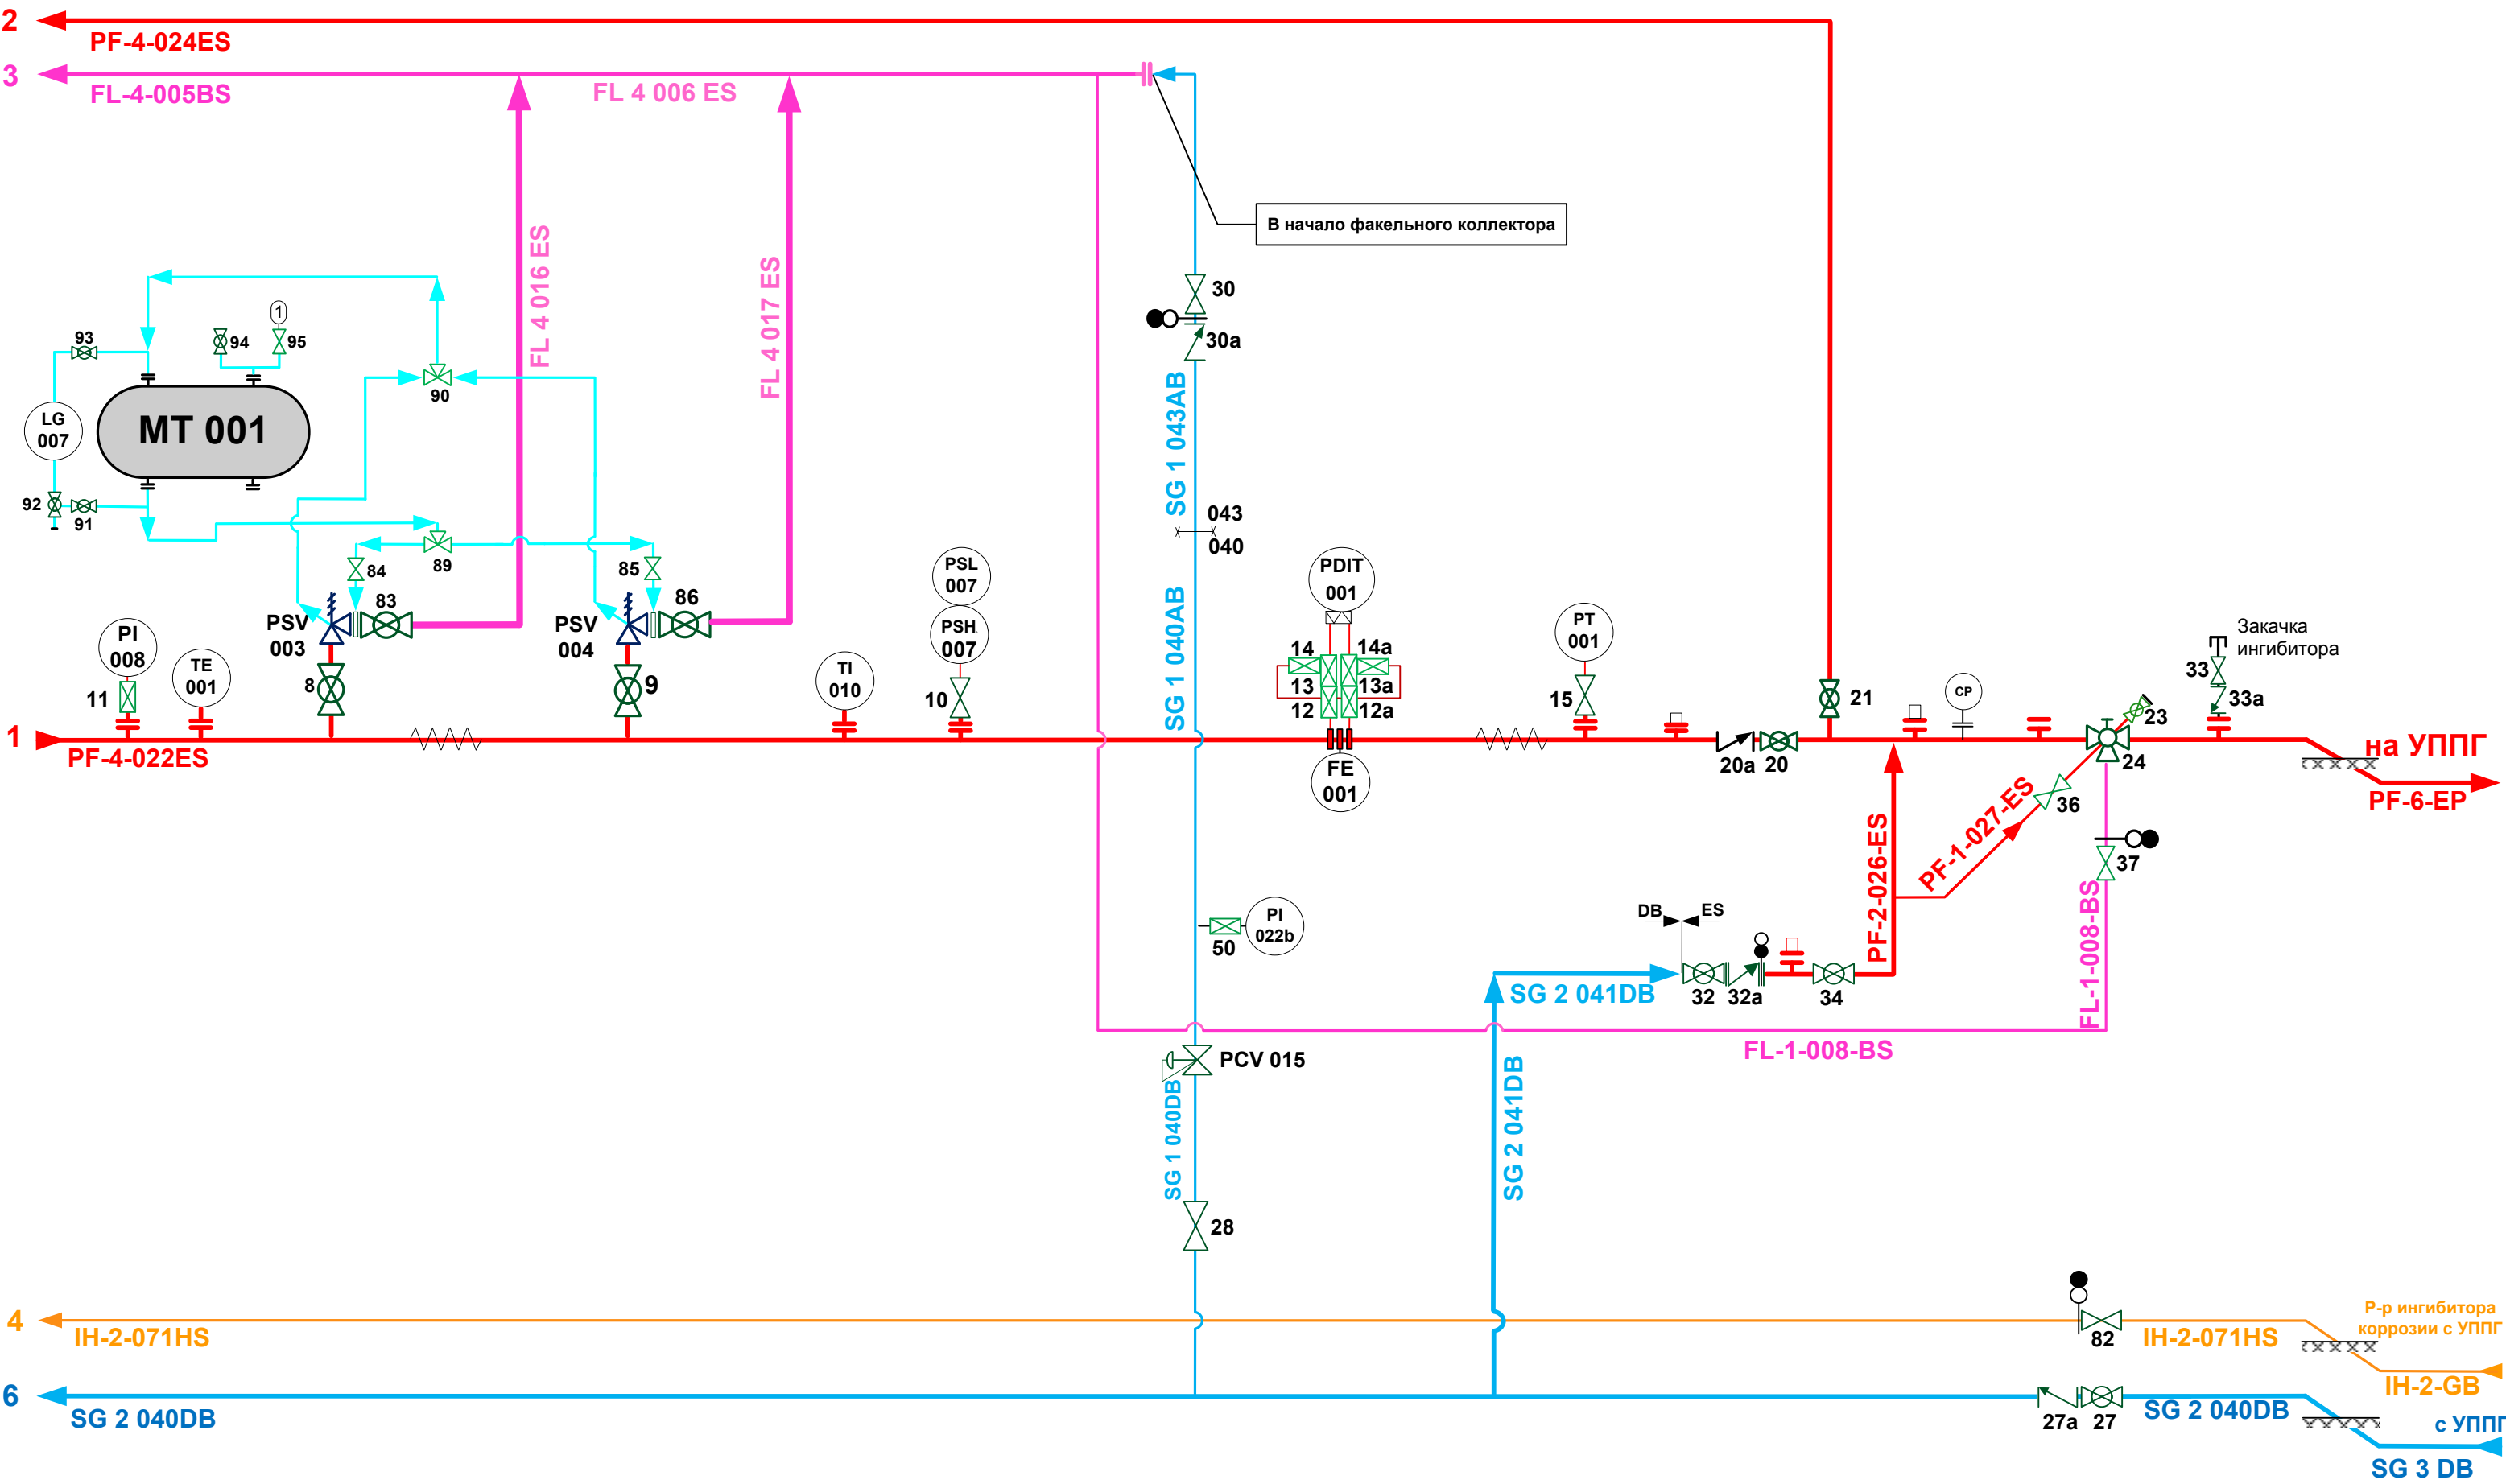 2
PF-4-024ES
3
FL-4-005BS
FL 4 006 ES
В начало факельного коллектора
FL 4 016 ES
FL 4 017 ES
30
30a
SG 1 043AB
043
040
SG 1 040AB
93
94
1
95
90
LG
007
MT 001
92
91
84
89
85
83
86
PSV
003
PSV
004
PI
008
11
TE
001
8
9
TI
010
PSL
007
PSH
007
10
PDIT
001
14
14a
13
13a
12
12a
FE
001
PT
001
15
20a
20
21
CP
23
24
33
33a
Закачка
ингибитора
1
PF-4-022ES
на УППГ
PF-6-EP
PF-1-027-ES
36
37
PF-2-026-ES
FL-1-008-BS
50
PI
022b
DB
ES
32
32a
34
SG 2 041DB
FL-1-008-BS
PCV 015
SG 1 040DB
SG 2 041DB
28
4
IH-2-071HS
82
IH-2-071HS
Р-р ингибитора
коррозии с УППГ
IH-2-GB
6
SG 2 040DB
27a
27
SG 2 040DB
с УППГ
SG 3 DB